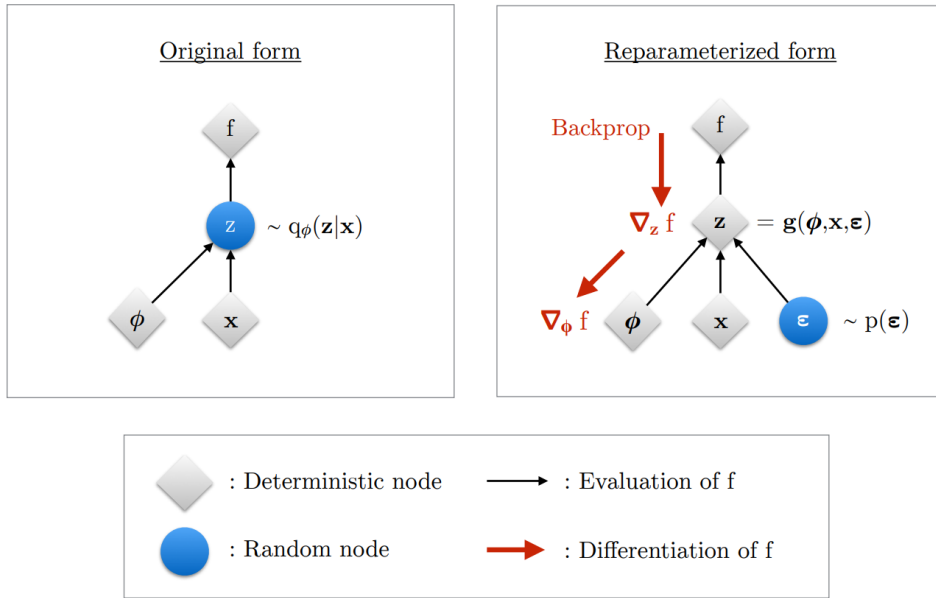 Original form
f
z ~ qϕ(z|x)
ϕ x
Reparameterized form
Backprop f
∇z f z = g(ϕ,x,ε)
∇ϕ f ϕ x ε ~ p(ε)
: Deterministic node : Evaluation of f
: Random node : Differentiation of f